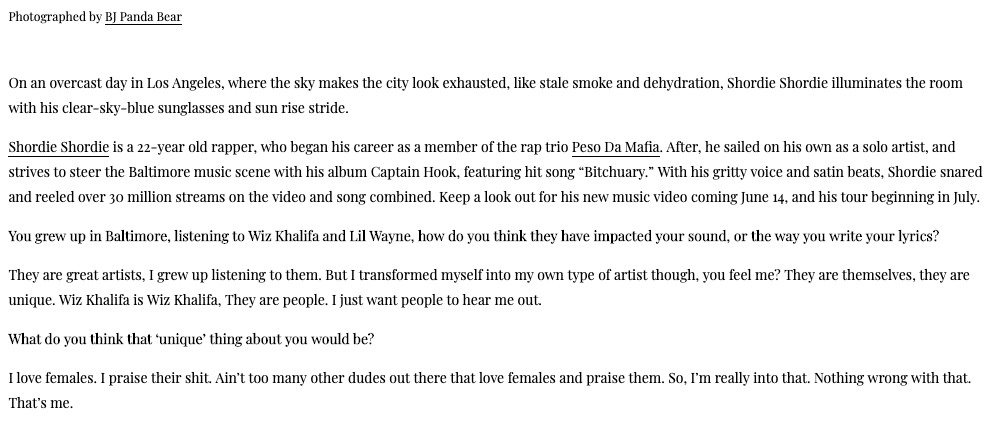 Photographed by BJ Panda Bear
On an overcast day in Los Angeles, where the sky makes the city look exhausted, like stale smoke and dehydration, Shordie Shordie illuminates the room
with his clear-sky-blue sunglasses and sun rise stride.
Shordie Shordie is a 22-year old rapper, who began his career as a member of the rap trio Peso Da Mafia. After, he sailed on his own as a solo artist, and
strives to steer the Baltimore music scene with his album Captain Hook, featuring hit song “Bitchuary.” With his gritty voice and satin beats, Shordie snared
and reeled over 30 million streams on the video and song combined. Keep a look out for his new music video coming June 14, and his tour beginning in July.
You grew up in Baltimore, listening to Wiz Khalifa and Lil Wayne, how do you think they have impacted your sound, or the way you write your lyrics?
They are great artists, I grew up listening to them. But I transformed myself into my own type of artist though, you feel me? They are themselves, they are
unique. Wiz Khalifa is Wiz Khalifa, They are people. I just want people to hear me out.
What do you think that ‘unique’ thing about you would be?
I love females. I praise their shit. Ain’t too many other dudes out there that love females and praise them. So, I’m really into that. Nothing wrong with that.
That’s me.